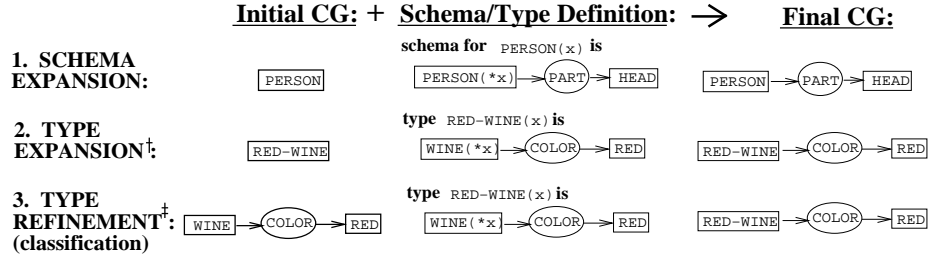 Initial CG: + Schema/Type Definition: → Final CG:
schema for PERSON(x) is
1. SCHEMA
EXPANSION: PERSON PERSON(*x) PART HEAD PERSON PART HEAD
2. TYPE type RED-WINE(x) is
EXPANSION†: RED-WINE WINE(*x) COLOR RED RED-WINE COLOR RED
3. TYPE type RED-WINE(x) is
REFINEMENT‡: WINE COLOR RED WINE(*x) COLOR RED RED-WINE COLOR RED
(classification)